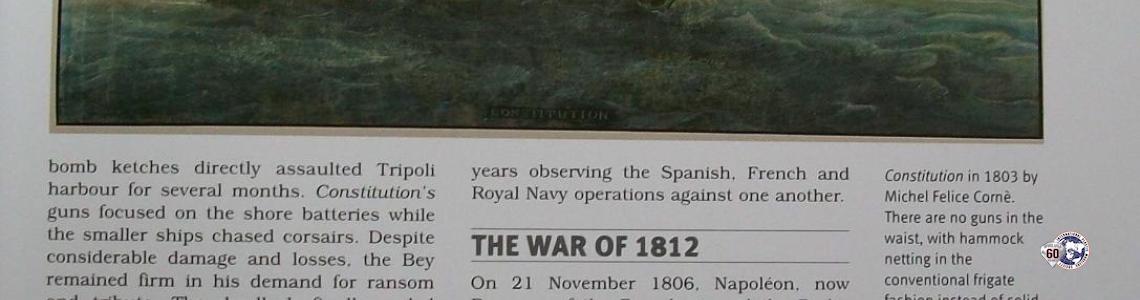 CONSTITUTION
bomb ketches directly assaulted Tripoli
harbour for several months. Constitution's
guns focused on the shore batteries while
the smaller ships chased corsairs. Despite
considerable damage and losses, the Bey
remained firm in his demand for ransom
years observing the Spanish, French and
Royal Navy operations against one another.
THE WAR OF 1812
On 21 November 1806, Napoléon, now
Constitution in 1803 by
Michel Felice Cornè.
There are no guns in the
waist, with hammock
netting in the
conventional frigate
fashion instead of solid
60